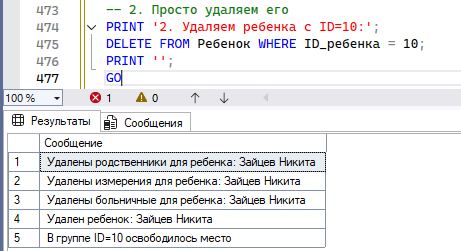 473 -- 2. Просто удаляем его
474 PRINT '2. Удаляем ребенка с ID=10:';
475 DELETE FROM Ребенок WHERE ID_ребенка = 10;
476 PRINT '';
477 GO
100 % 1 0
Результаты Сообщения
Сообщение
1 Удалены родственники для ребенка: Зайцев Никита
2 Удалены измерения для ребенка: Зайцев Никита
3 Удалены больничные для ребенка: Зайцев Никита
4 Удален ребенок: Зайцев Никита
5 В группе ID=10 освободилось место